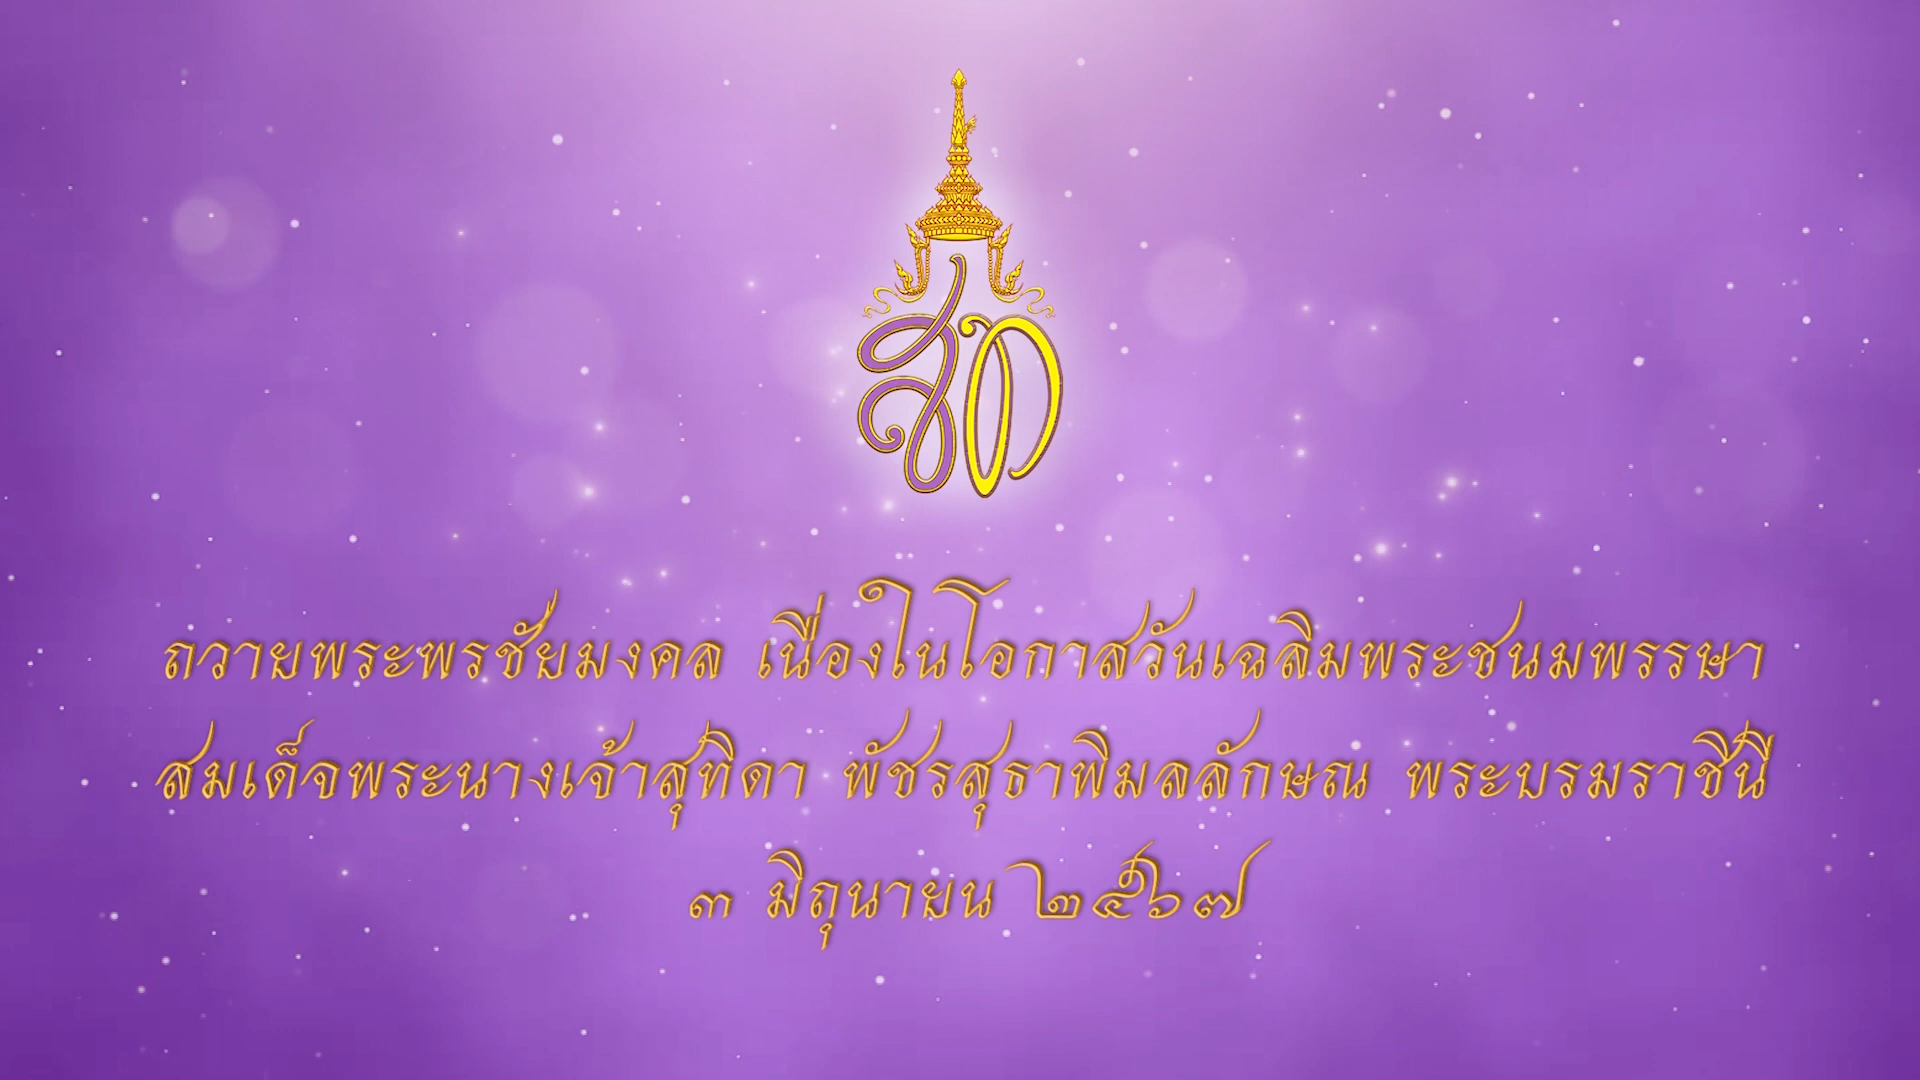 สท
ถวายพระพรชัยมงคล เนื่องในโอกาสวันเฉลิมพระชนมพรรษา
สมเด็จพระนางเจ้าสุทิดา พัชรสุธาพิมลลักษณ พระบรมราชินี
๓ มิถุนายน ๒๕๖๗